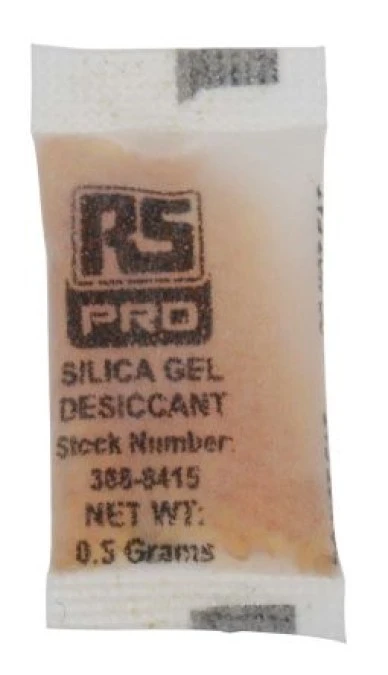 RS
PRO
SILICA GEL
DESICCANT
Stock Number:
388-8415
NET WT:
0.5 Grams